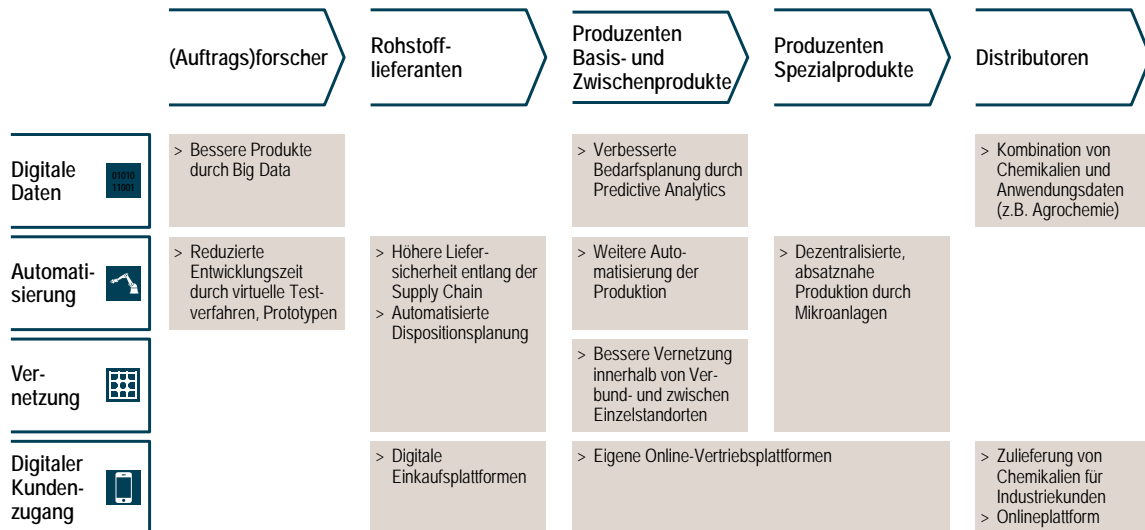 (Auftrags)forscher
Rohstoff-
lieferanten
Produzenten
Basis- und
Zwischenprodukte
Produzenten
Spezialprodukte
Distributoren
Digitale
Daten
01010
11001
> Bessere Produkte
durch Big Data
> Verbesserte
Bedarfsplanung durch
Predictive Analytics
> Kombination von
Chemikalien und
Anwendungsdaten
(z.B. Agrochemie)
Automati-
sierung
> Reduzierte
Entwicklungszeit
durch virtuelle Test-
verfahren, Prototypen
> Höhere Liefer-
sicherheit entlang der
Supply Chain
> Automatisierte
Dispositionsplanung
> Weitere Auto-
matisierung der
Produktion
> Dezentralisierte,
absatznahe
Produktion durch
Mikroanlagen
Ver-
netzung
> Bessere Vernetzung
innerhalb von Ver-
bund- und zwischen
Einzelstandorten
Digitaler
Kunden-
zugang
> Digitale
Einkaufsplattformen
> Eigene Online-Vertriebsplattformen
> Zulieferung von
Chemikalien für
Industriekunden
> Onlineplattform